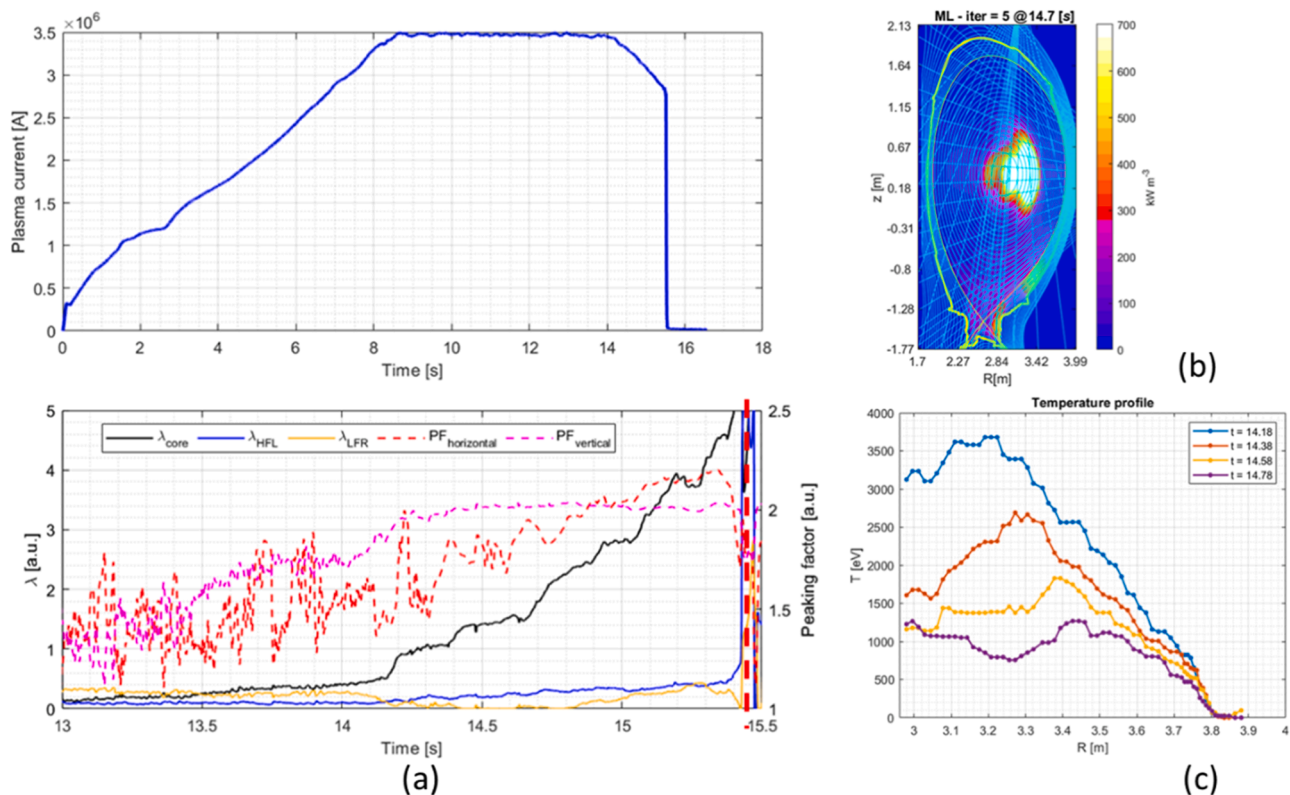 ×10⁶
3.5
3
2.5
2
1.5
1
0.5
0
Plasma current [A]
0 2 4 6 8 10 12 14 16 18
Time [s]
ML - iter = 5 @14.7 [s]
2.13
1.64
1.15
0.67
0.18
-0.31
-0.8
-1.28
-1.77
z [m]
1.7 2.27 2.84 3.42 3.99
R[m]
700
600
500
400
300
200
100
0
kW m⁻³
(b)
λcore λHFL λLFR PFhorizontal PFvertical
5
4
3
2
1
0
λ [a.u.]
2.5
2
1.5
1
Peaking factor [a.u.]
13 13.5 14 14.5 15 15.5
Time [s]
(a)
Temperature profile
t = 14.18
t = 14.38
t = 14.58
t = 14.78
4000
3500
3000
2500
2000
1500
1000
500
0
T [eV]
3 3.1 3.2 3.3 3.4 3.5 3.6 3.7 3.8 3.9 4
R [m]
(c)